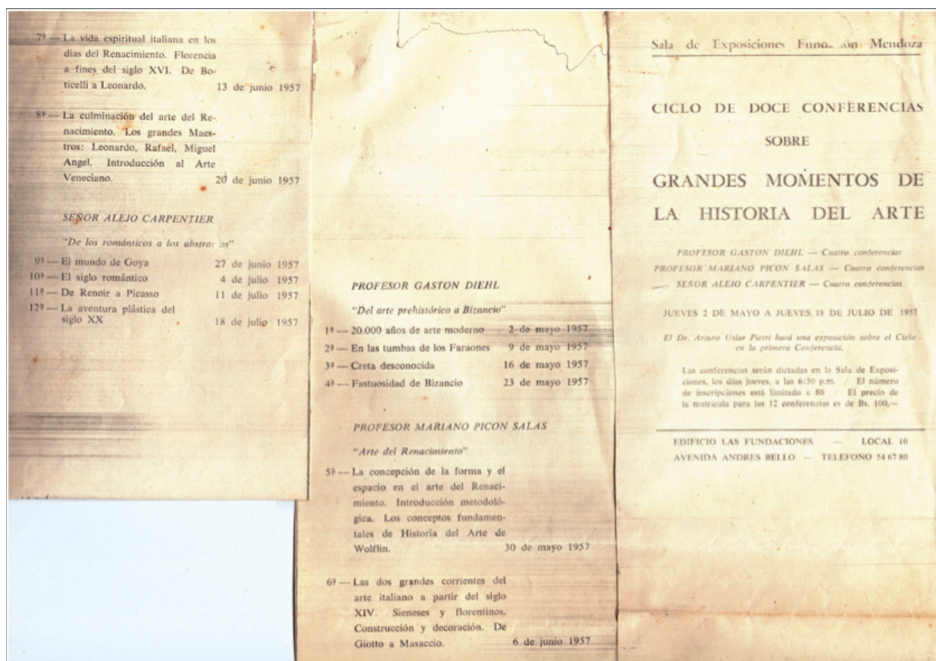 Sala de Exposiciones Mendoza
CICLO DE DOCE CONFERENCIAS
SOBRE
GRANDES MOMENTOS DE
LA HISTORIA DEL ARTE
PROFESOR GASTON DIEHL — Cuatro conferencias
PROFESOR MARIANO PICON SALAS — Cuatro conferencias
SEÑOR ALEJO CARPENTIER — Cuatro conferencias
JUEVES 2 DE MAYO A JUEVES 18 DE JULIO DE 1957
El Dr. Arturo Uslar Pietri hará una exposición sobre el Ciclo
en la primera Conferencia.
Las conferencias serán dictadas en la Sala de Exposi-
ciones, los días jueves, a las 6:30 p.m. / El número
de inscripciones está limitado a 80 / El precio de
la matrícula para las 12 conferencias es de Bs. 100,—
EDIFICIO LAS FUNDACIONES — LOCAL 10
AVENIDA ANDRES BELLO — TELEFONO 54 67 80
PROFESOR GASTON DIEHL
"Del arte prehistórico a Bizancio"
1ª — 20.000 años de arte moderno 2 de mayo 1957
2ª — En las tumbas de los Faraones 9 de mayo 1957
3ª — Creta desconocida 16 de mayo 1957
4ª — Fastuosidad de Bizancio 23 de mayo 1957
PROFESOR MARIANO PICON SALAS
"Arte del Renacimiento"
5ª — La concepción de la forma y el
espacio en el arte del Renaci-
miento. Introducción metodoló-
gica. Los conceptos fundamen-
tales de Historia del Arte de
Wolflin. 30 de mayo 1957
6ª — Las dos grandes corrientes del
arte italiano a partir del siglo
XIV. Sieneses y florentinos.
Construcción y decoración. De
Giotto a Masaccio. 6 de junio 1957
7ª — La vida espiritual italiana en los
días del Renacimiento. Florencia
a fines del siglo XVI. De Bo-
ticelli a Leonardo. 13 de junio 1957
8ª — La culminación del arte del Re-
nacimiento. Los grandes Maes-
tros: Leonardo, Rafael, Miguel
Angel. Introducción al Arte
Veneciano. 20 de junio 1957
SEÑOR ALEJO CARPENTIER
"De los románticos a los
9ª — El mundo de Goya 27 de junio 1957
10ª — El siglo romántico 4 de julio 1957
11ª — De Renoir a Picasso 11 de julio 1957
12ª — La aventura plástica del
siglo XX 18 de julio 1957